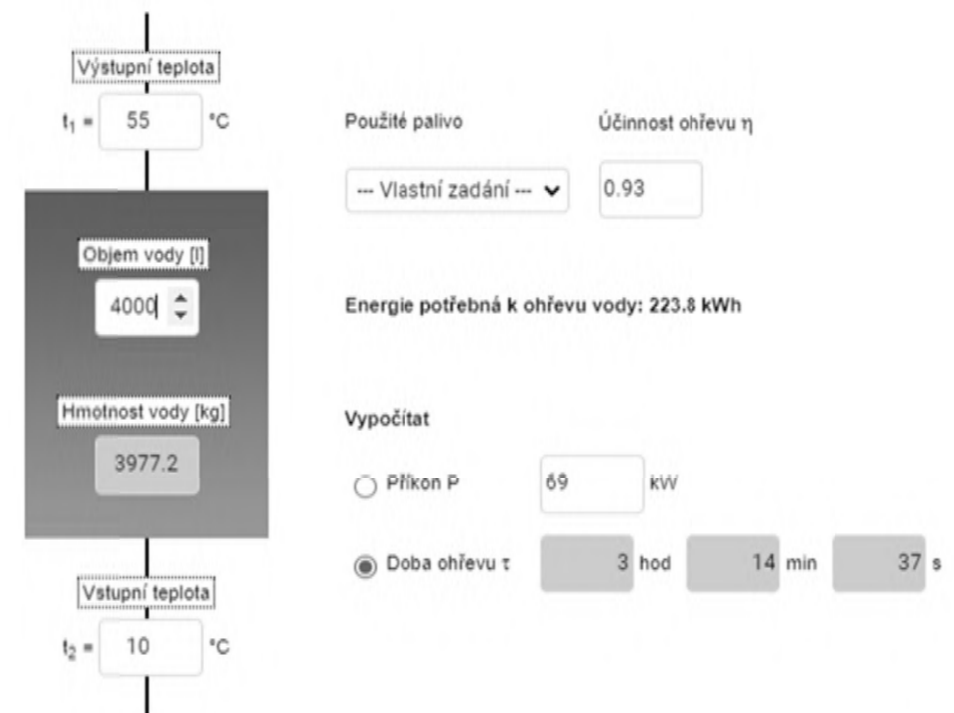 Výstupní teplota
t₁ = 55 °C
Objem vody [l]
4000
Hmotnost vody [kg]
3977.2
Vstupní teplota
t₂ = 10 °C
Použité palivo Účinnost ohřevu η
--- Vlastní zadání --- 0.93
Energie potřebná k ohřevu vody: 223.8 kWh
Vypočítat
Příkon P 69 kW
Doba ohřevu τ 3 hod 14 min 37 s